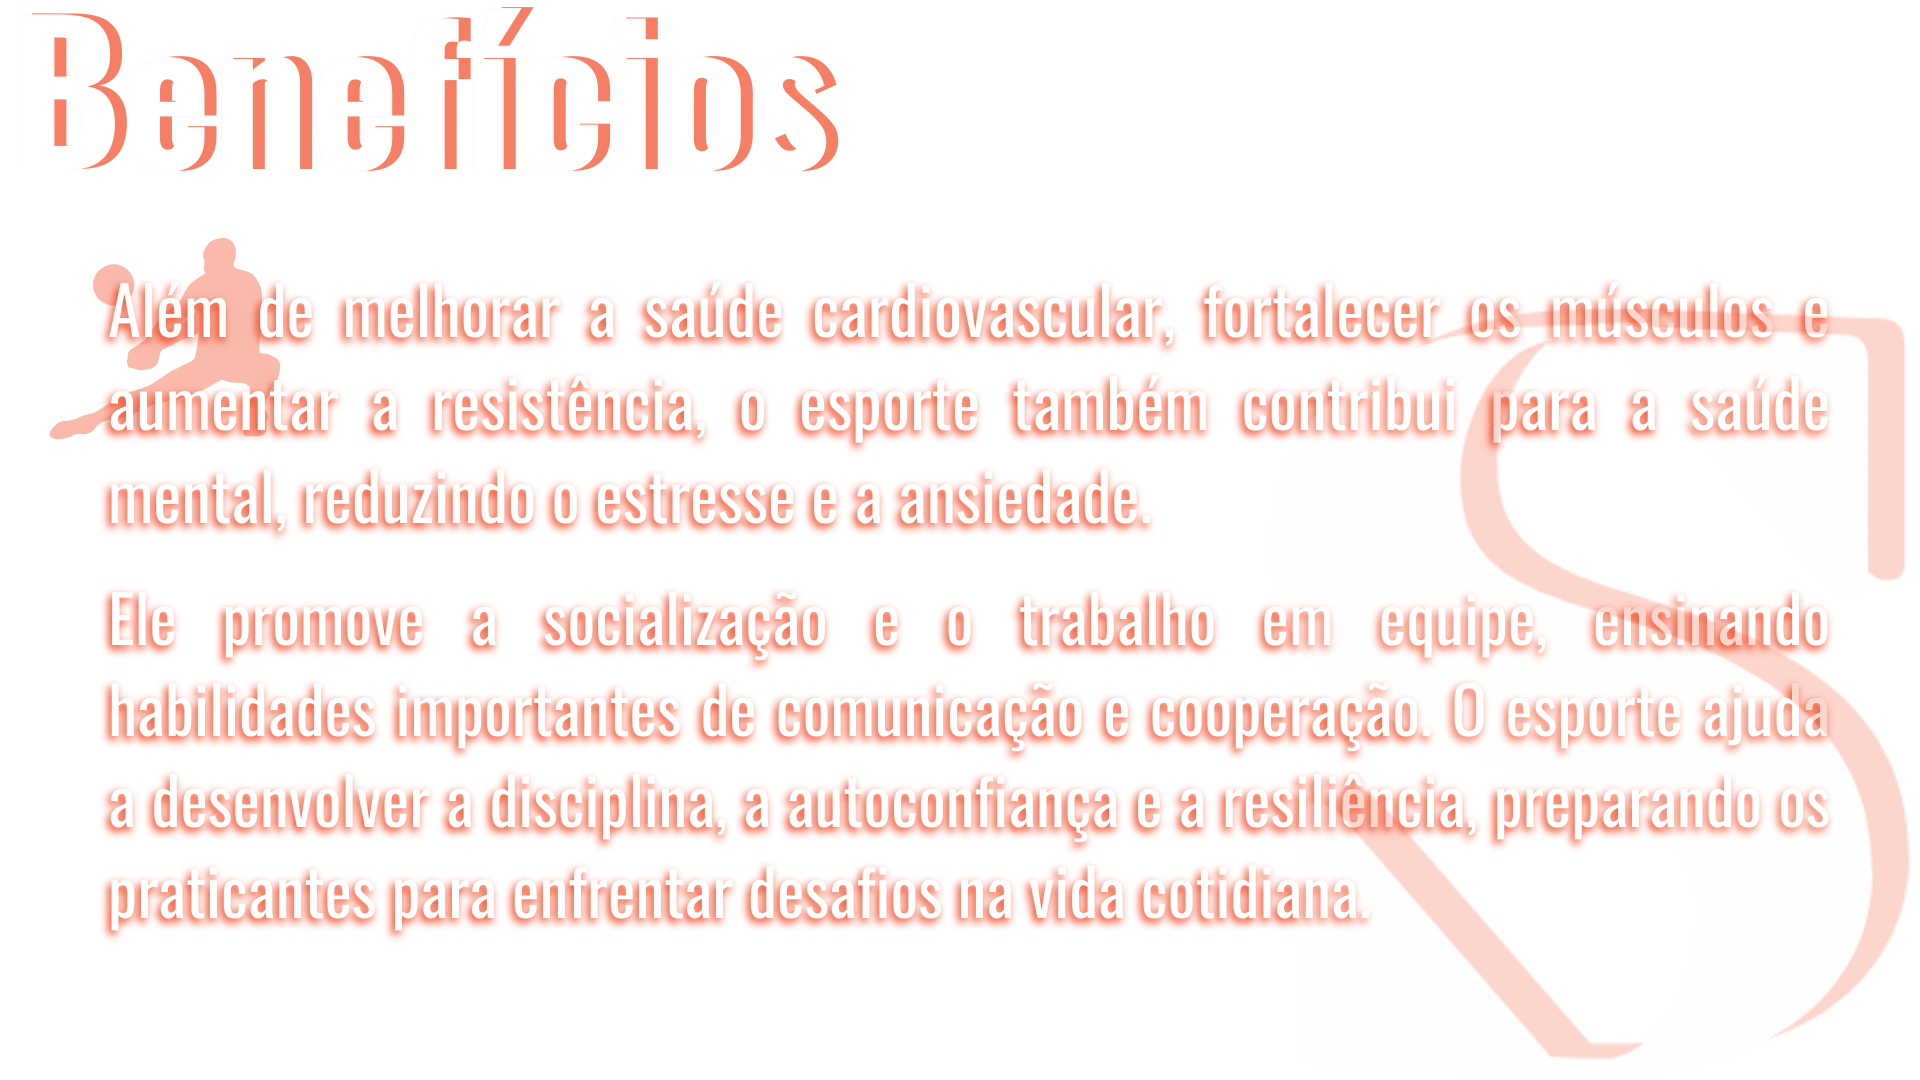 Benefícios
Além de melhorar a saúde cardiovascular, fortalecer os músculos e
aumentar a resistência, o esporte também contribui para a saúde
mental, reduzindo o estresse e a ansiedade.
Ele promove a socialização e o trabalho em equipe, ensinando
habilidades importantes de comunicação e cooperação. O esporte ajuda
a desenvolver a disciplina, a autoconfiança e a resiliência, preparando os
praticantes para enfrentar desafios na vida cotidiana.
S